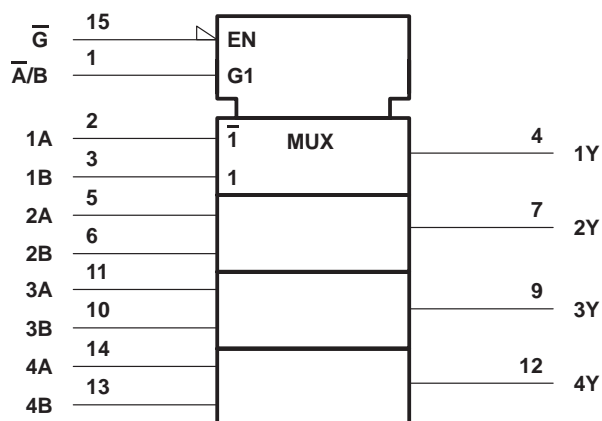 G̅ 15 EN
A̅/B 1 G1
1A 2 1̅ MUX 4 1Y
1B 3 1
2A 5 7 2Y
2B 6
3A 11 9 3Y
3B 10
4A 14 12 4Y
4B 13